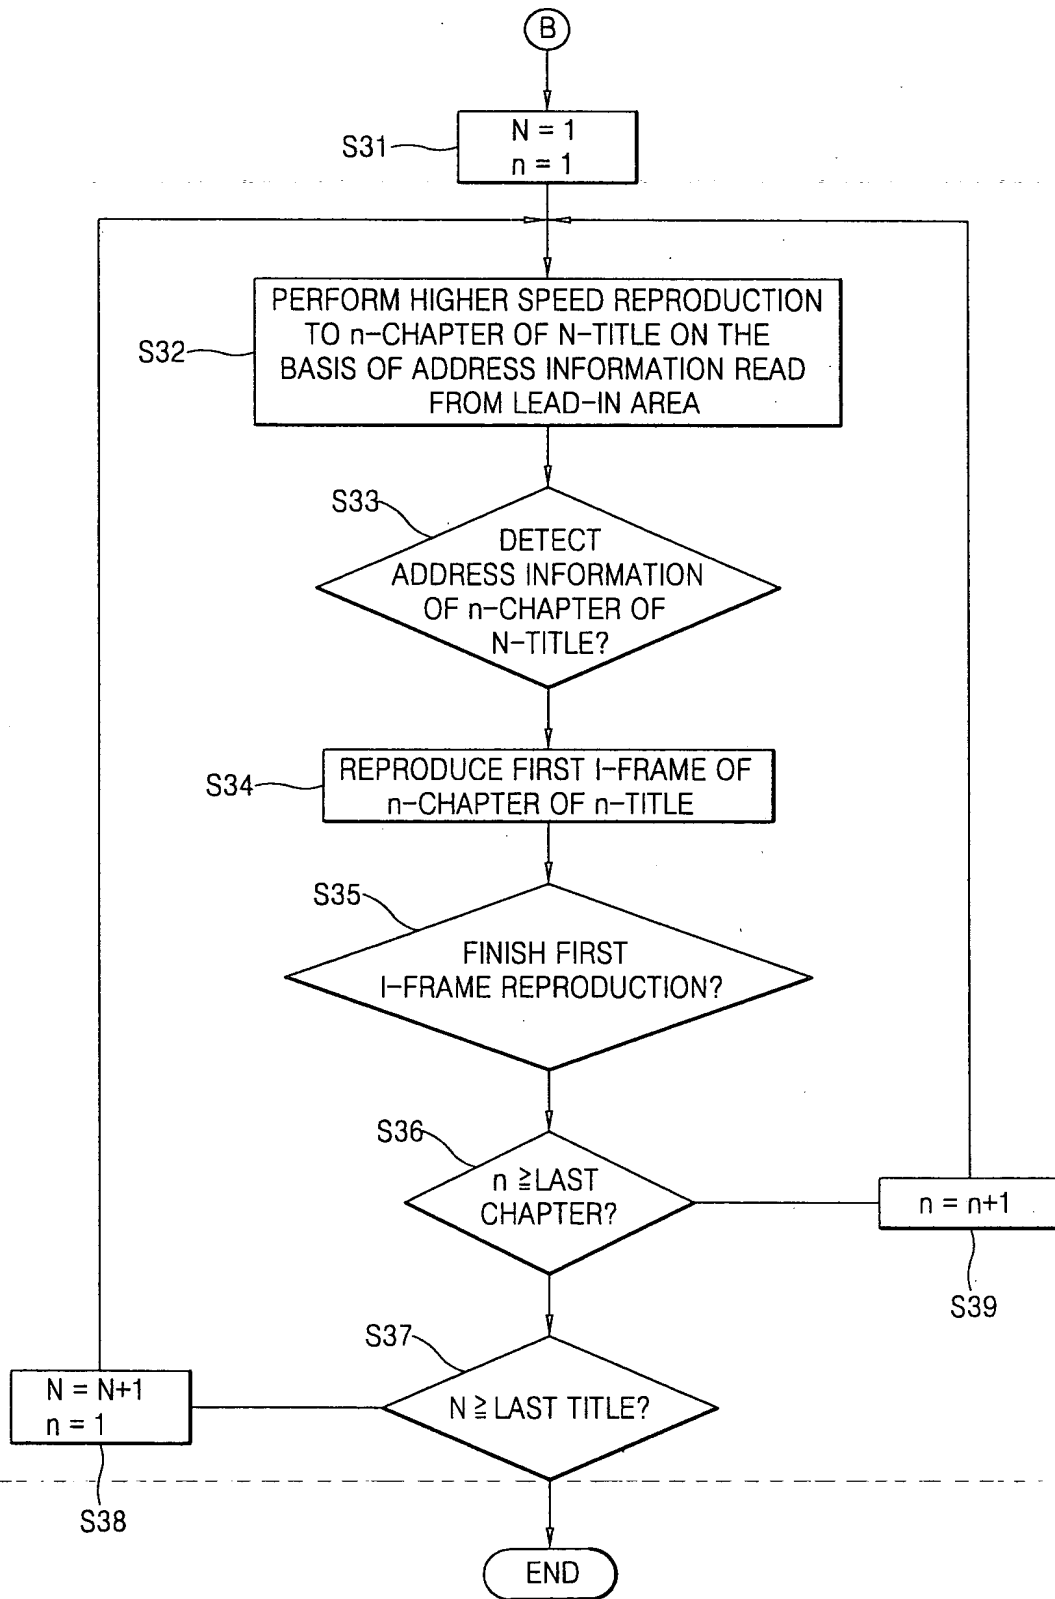 B
S31
N = 1
n = 1
S32
PERFORM HIGHER SPEED REPRODUCTION
TO n-CHAPTER OF N-TITLE ON THE
BASIS OF ADDRESS INFORMATION READ
FROM LEAD-IN AREA
S33
DETECT
ADDRESS INFORMATION
OF n-CHAPTER OF
N-TITLE?
S34
REPRODUCE FIRST I-FRAME OF
n-CHAPTER OF n-TITLE
S35
FINISH FIRST
I-FRAME REPRODUCTION?
S36
n ≧LAST
CHAPTER?
n = n+1
S39
S37
N ≧ LAST TITLE?
N = N+1
n = 1
S38
END